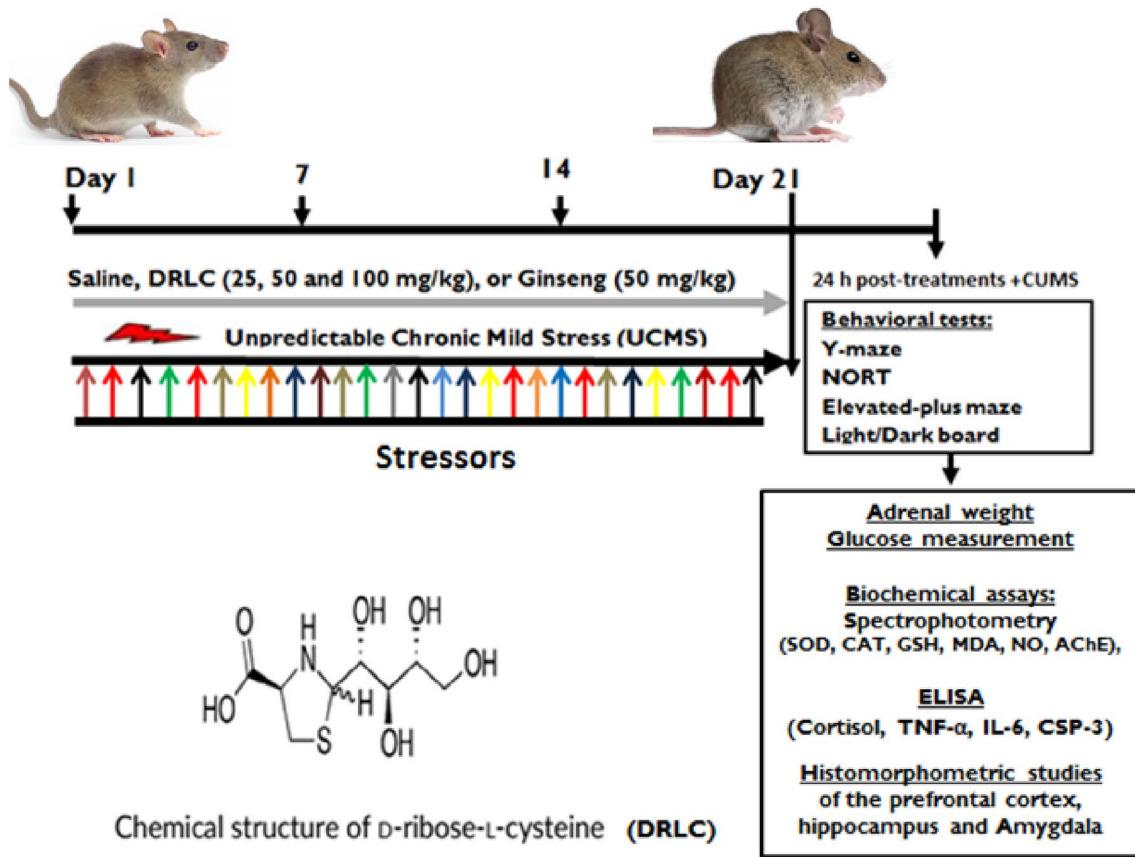 Day 1
7
14
Day 21
Saline, DRLC (25, 50 and 100 mg/kg), or Ginseng (50 mg/kg)
24 h post-treatments +CUMS
Unpredictable Chronic Mild Stress (UCMS)
Stressors
Behavioral tests:
Y-maze
NORT
Elevated-plus maze
Light/Dark board
Adrenal weight
Glucose measurement
Biochemical assays:
Spectrophotometry
(SOD, CAT, GSH, MDA, NO, AChE),
ELISA
(Cortisol, TNF-α, IL-6, CSP-3)
Histomorphometric studies
of the prefrontal cortex,
hippocampus and Amygdala
OH OH
O
H
N
OH
H
HO
S
OH
Chemical structure of D-ribose-L-cysteine (DRLC)